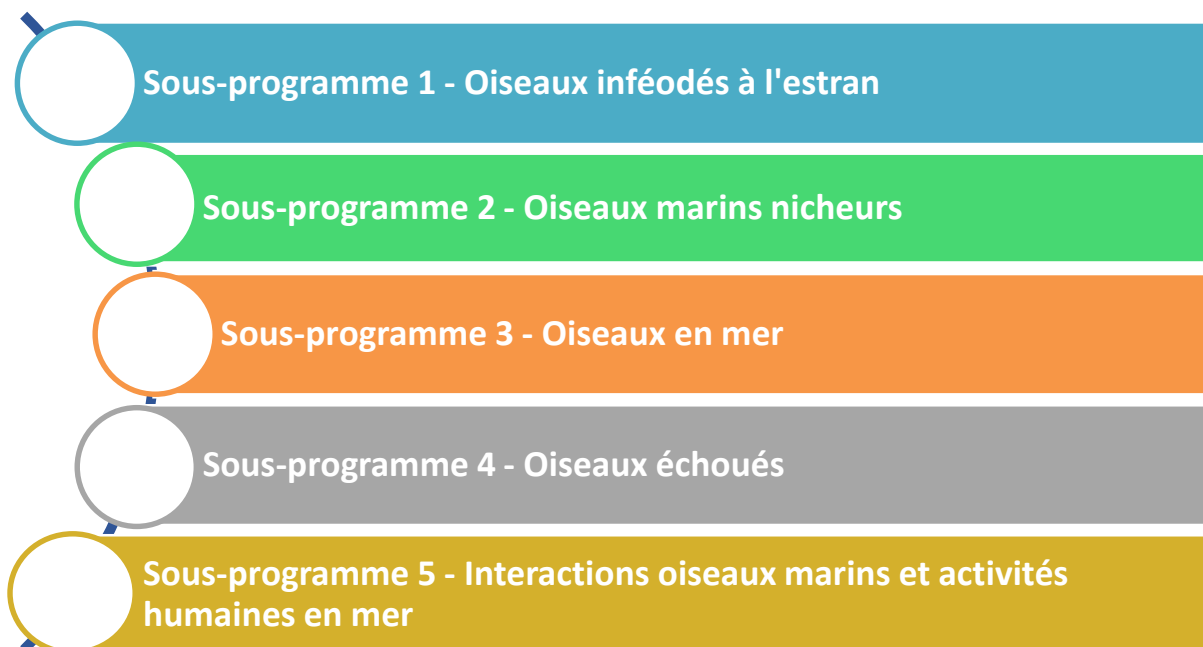 Sous-programme 1 - Oiseaux inféodés à l'estran
Sous-programme 2 - Oiseaux marins nicheurs
Sous-programme 3 - Oiseaux en mer
Sous-programme 4 - Oiseaux échoués
Sous-programme 5 - Interactions oiseaux marins et activités
humaines en mer